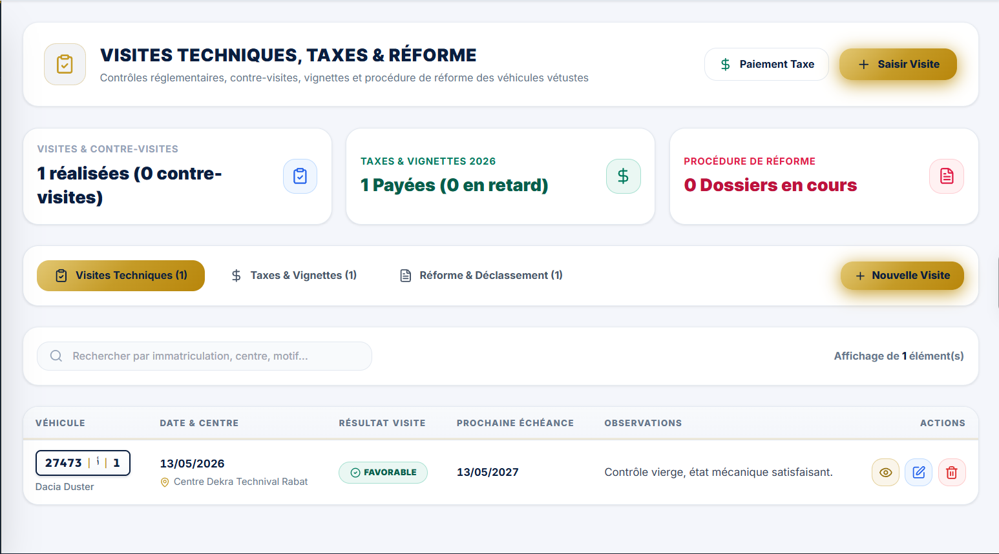 VISITES TECHNIQUES, TAXES & RÉFORME
Contrôles réglementaires, contre-visites, vignettes et procédure de réforme des véhicules vétustes
Paiement Taxe
Saisir Visite
VISITES & CONTRE-VISITES
1 réalisées (0 contre-
visites)
TAXES & VIGNETTES 2026
1 Payées (0 en retard)
PROCÉDURE DE RÉFORME
0 Dossiers en cours
Visites Techniques (1)
Taxes & Vignettes (1)
Réforme & Déclassement (1)
Nouvelle Visite
Rechercher par immatriculation, centre, motif...
Affichage de 1 élément(s)
VÉHICULE
DATE & CENTRE
RÉSULTAT VISITE
PROCHAINE ÉCHÉANCE
OBSERVATIONS
ACTIONS
27473 | أ | 1
Dacia Duster
13/05/2026
Centre Dekra Technival Rabat
FAVORABLE
13/05/2027
Contrôle vierge, état mécanique satisfaisant.